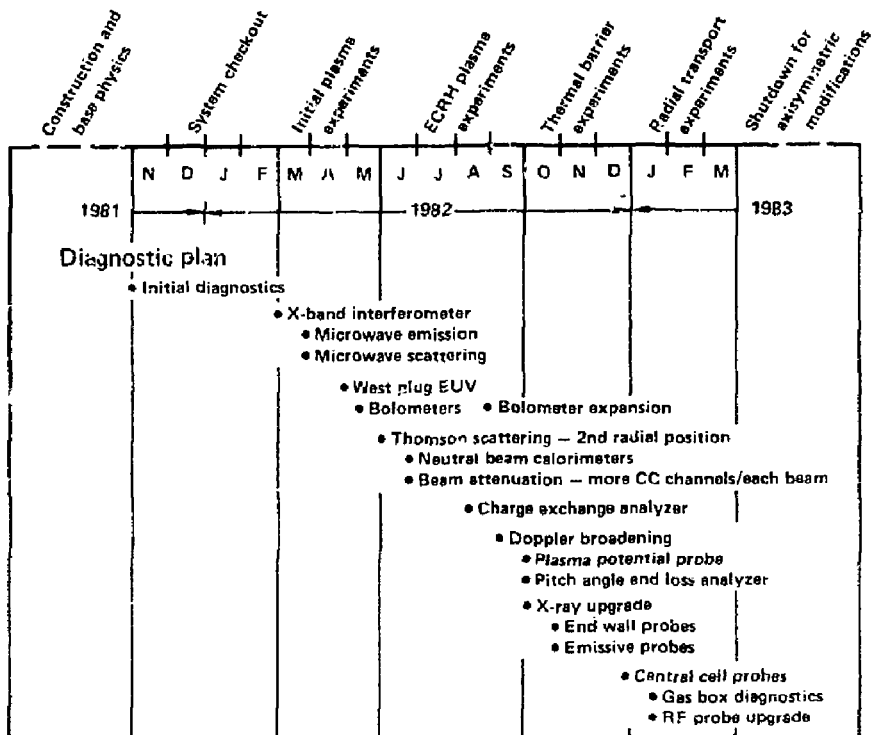 Construction and
base physics
System checkout
Initial plasma
experiments
ECRH plasma
experiments
Thermal barrier
experiments
Radial transport
experiments
Shutdown for
axisymmetric
modifications
N D J F M A M J J A S O N D J F M
1981 1982 1983
Diagnostic plan
• Initial diagnostics
• X-band interferometer
• Microwave emission
• Microwave scattering
• West plug EUV
• Bolometers • Bolometer expansion
• Thomson scattering – 2nd radial position
• Neutral beam calorimeters
• Beam attenuation – more CC channels/each beam
• Charge exchange analyzer
• Doppler broadening
• Plasma potential probe
• Pitch angle end loss analyzer
• X-ray upgrade
• End wall probes
• Emissive probes
• Central cell probes
• Gas box diagnostics
• RF probe upgrade